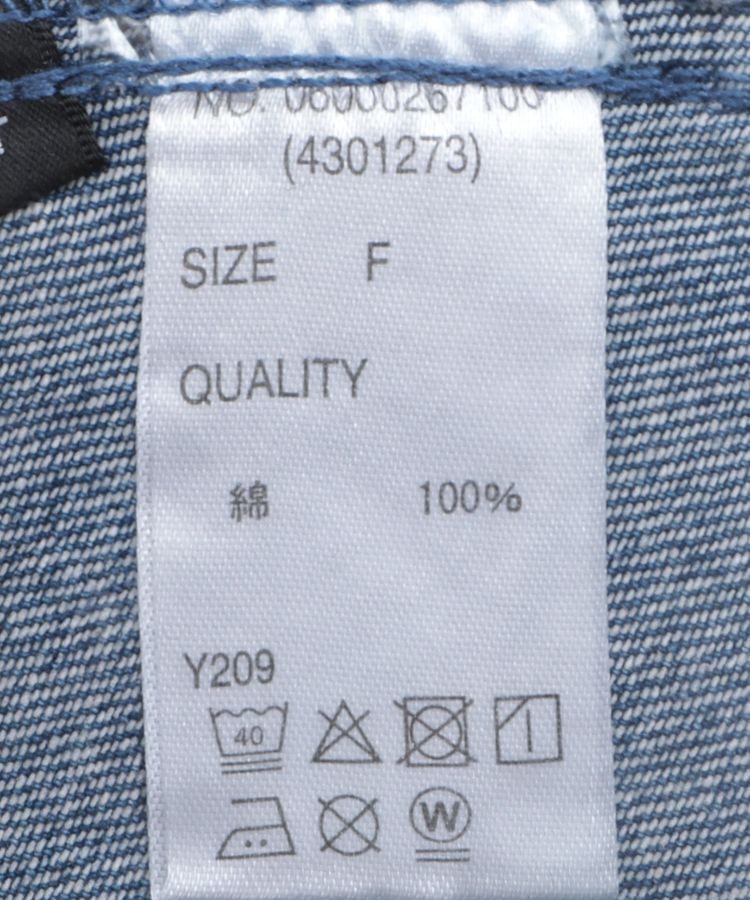 (4301273)
SIZE F
QUALITY
綿 100%
Y209
40
W